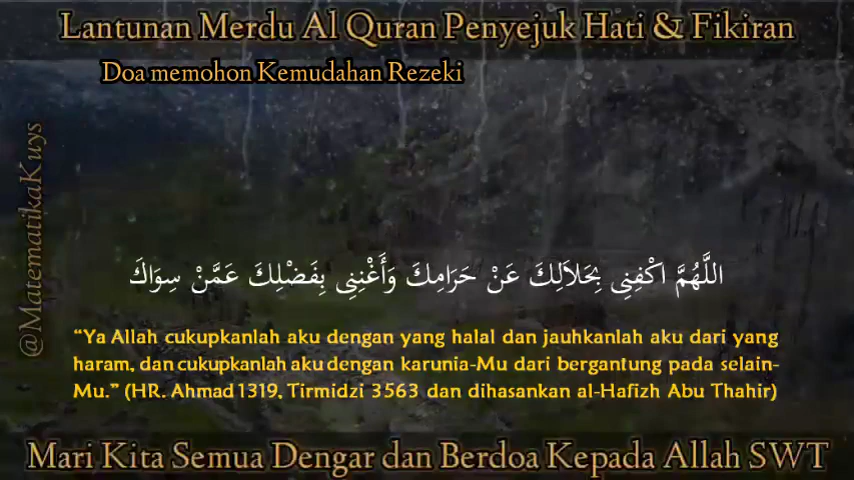 Lantunan Merdu Al Quran Penyejuk Hati & Fikiran
Doa memohon Kemudahan Rezeki
@MatematikaKuys
اللَّهُمَّ اكْفِنِى بِحَلاَلِكَ عَنْ حَرَامِكَ وَأَغْنِنِى بِفَضْلِكَ عَمَّنْ سِوَاكَ
“Ya Allah cukupkanlah aku dengan yang halal dan jauhkanlah aku dari yang
haram, dan cukupkanlah aku dengan karunia-Mu dari bergantung pada selain-
Mu.” (HR. Ahmad 1319, Tirmidzi 3563 dan dihasankan al-Hafizh Abu Thahir)
Mari Kita Semua Dengar dan Berdoa Kepada Allah SWT